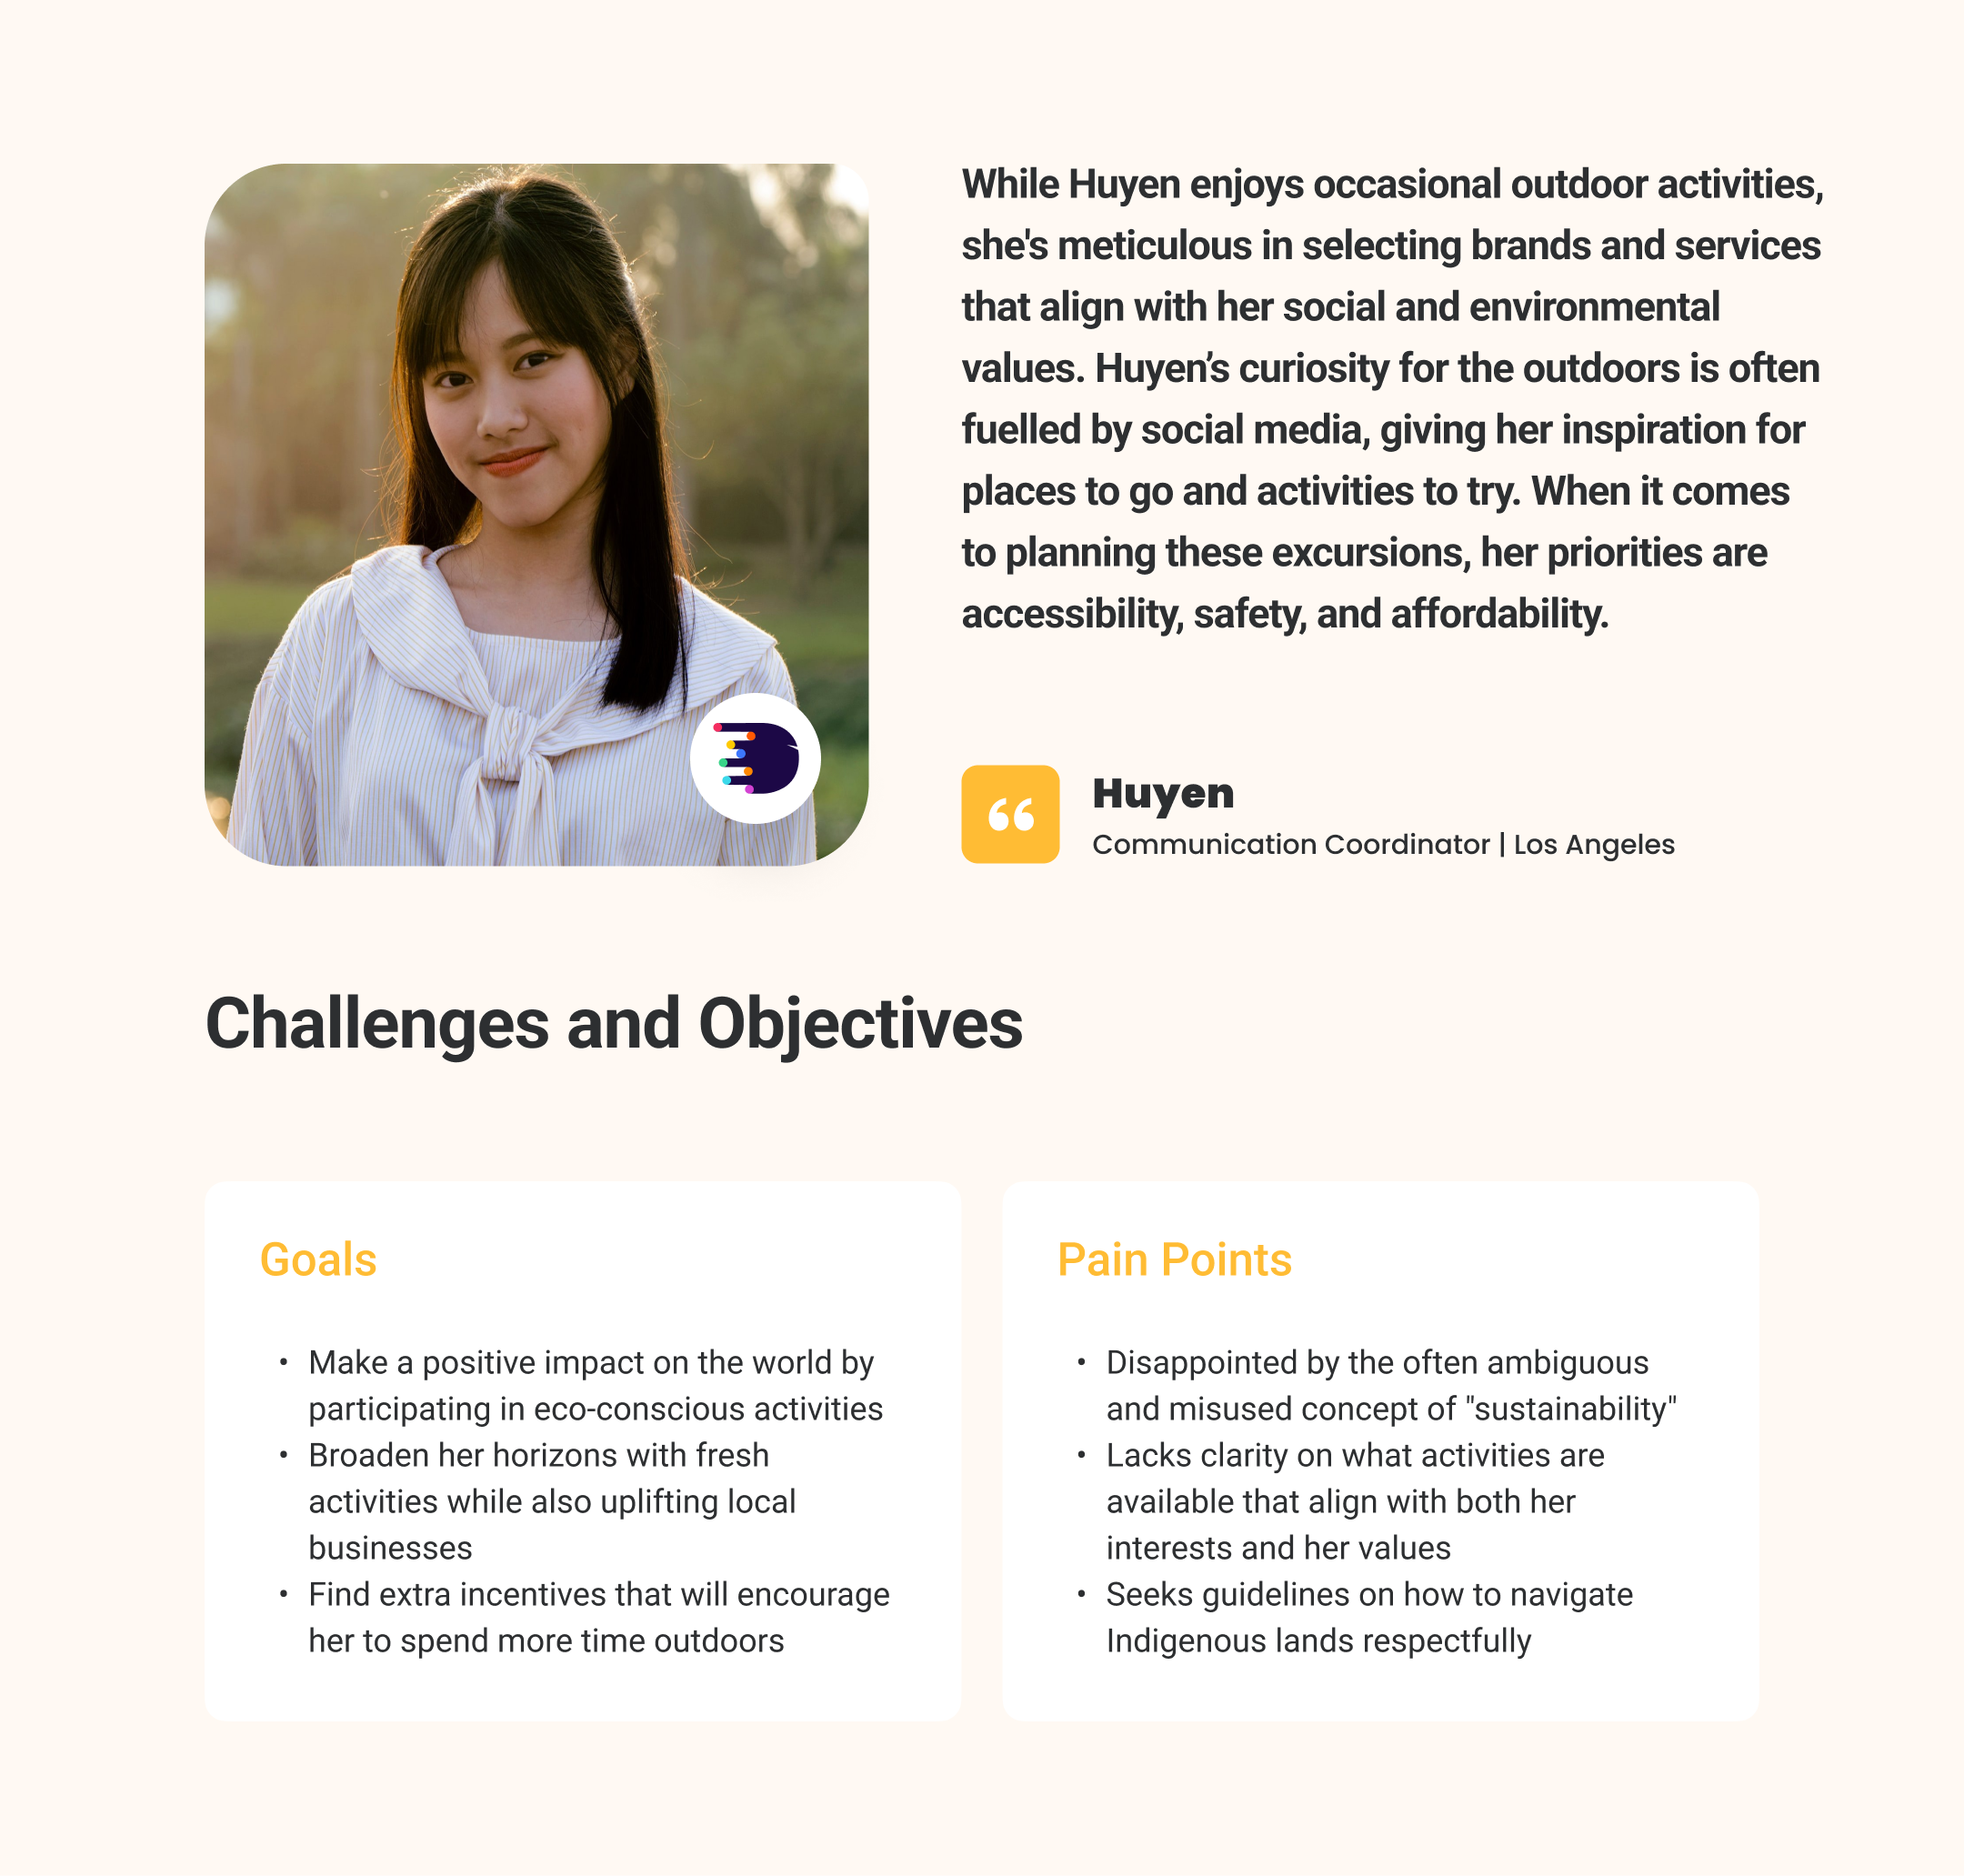 While Huyen enjoys occasional outdoor activities,
she's meticulous in selecting brands and services
that align with her social and environmental
values. Huyen’s curiosity for the outdoors is often
fuelled by social media, giving her inspiration for
places to go and activities to try. When it comes
to planning these excursions, her priorities are
accessibility, safety, and affordability.
“
Huyen
Communication Coordinator | Los Angeles
Challenges and Objectives
Goals
• Make a positive impact on the world by
participating in eco-conscious activities
• Broaden her horizons with fresh
activities while also uplifting local
businesses
• Find extra incentives that will encourage
her to spend more time outdoors
Pain Points
• Disappointed by the often ambiguous
and misused concept of "sustainability"
• Lacks clarity on what activities are
available that align with both her
interests and her values
• Seeks guidelines on how to navigate
Indigenous lands respectfully